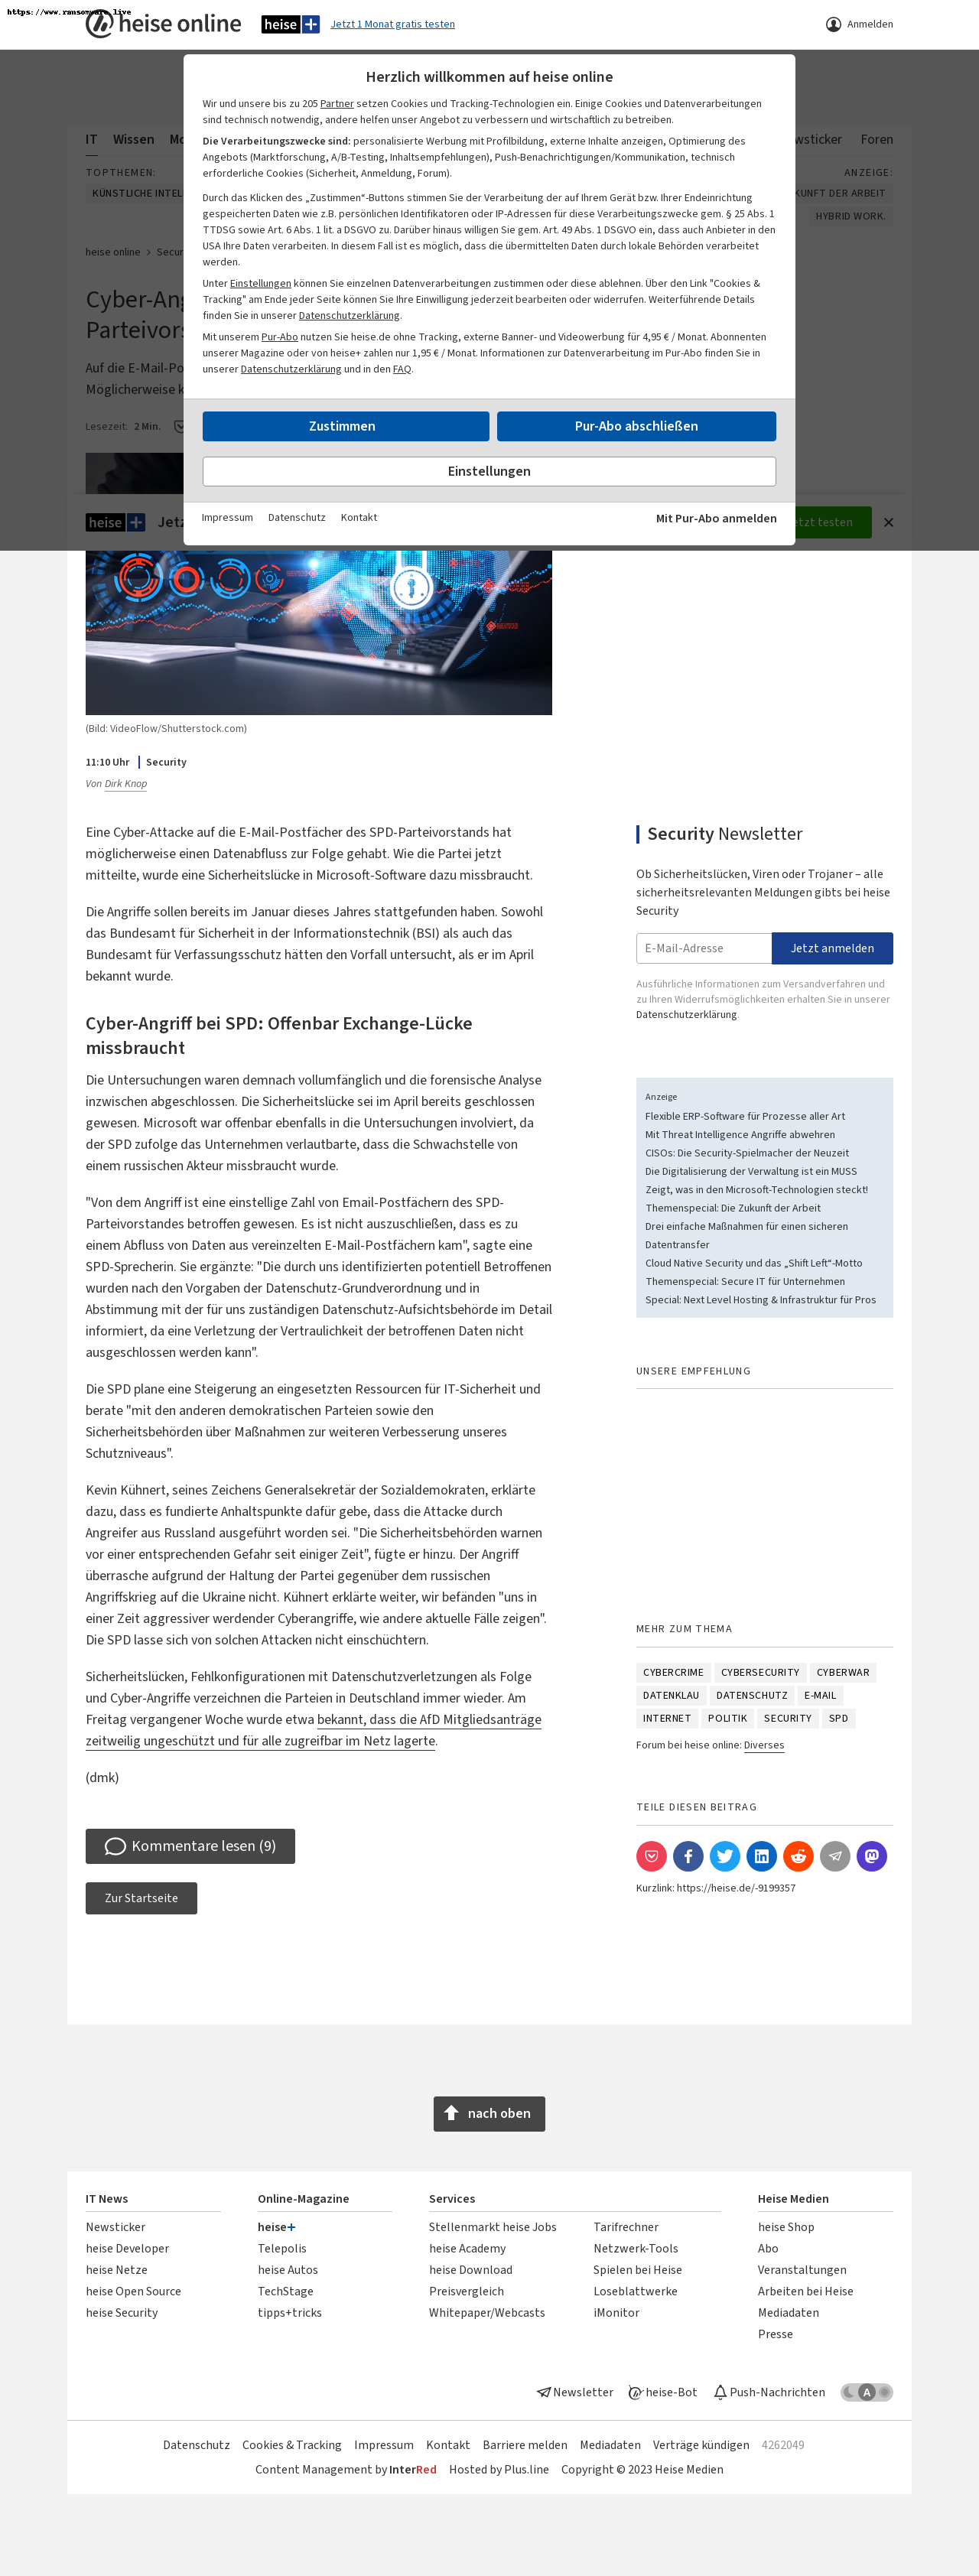 https://www.ransomware.live
heise online
heise+
Jetzt 1 Monat gratis testen
Anmelden
Herzlich willkommen auf heise online
Wir und unsere bis zu 205 Partner setzen Cookies und Tracking-Technologien ein. Einige Cookies und Datenverarbeitungen
sind technisch notwendig, andere helfen unser Angebot zu verbessern und wirtschaftlich zu betreiben.
Die Verarbeitungszwecke sind: personalisierte Werbung mit Profilbildung, externe Inhalte anzeigen, Optimierung des
Angebots (Marktforschung, A/B-Testing, Inhaltsempfehlungen), Push-Benachrichtigungen/Kommunikation, technisch
erforderliche Cookies (Sicherheit, Anmeldung, Forum).
Durch das Klicken des „Zustimmen“-Buttons stimmen Sie der Verarbeitung der auf Ihrem Gerät bzw. Ihrer Endeinrichtung
gespeicherten Daten wie z.B. persönlichen Identifikatoren oder IP-Adressen für diese Verarbeitungszwecke gem. § 25 Abs. 1
TTDSG sowie Art. 6 Abs. 1 lit. a DSGVO zu. Darüber hinaus willigen Sie gem. Art. 49 Abs. 1 DSGVO ein, dass auch Anbieter in den
USA Ihre Daten verarbeiten. In diesem Fall ist es möglich, dass die übermittelten Daten durch lokale Behörden verarbeitet
werden.
Unter Einstellungen können Sie einzelnen Datenverarbeitungen zustimmen oder diese ablehnen. Über den Link "Cookies &
Tracking" am Ende jeder Seite können Sie Ihre Einwilligung jederzeit bearbeiten oder widerrufen. Weiterführende Details
finden Sie in unserer Datenschutzerklärung.
Mit unserem Pur-Abo nutzen Sie heise.de ohne Tracking, externe Banner- und Videowerbung für 4,95 € / Monat. Abonnenten
unserer Magazine oder von heise+ zahlen nur 1,95 € / Monat. Informationen zur Datenverarbeitung im Pur-Abo finden Sie in
unserer Datenschutzerklärung und in den FAQ.
Zustimmen
Pur-Abo abschließen
Einstellungen
Impressum Datenschutz Kontakt
Mit Pur-Abo anmelden
IT Wissen
Foren
TOPTHEMEN:
ANZEIGE:
HYBRID WORK.
heise online >
Lesezeit: 2 Min.
heise+
(Bild: VideoFlow/Shutterstock.com)
11:10 Uhr Security
Von Dirk Knop
Eine Cyber-Attacke auf die E-Mail-Postfächer des SPD-Parteivorstands hat
möglicherweise einen Datenabfluss zur Folge gehabt. Wie die Partei jetzt
mitteilte, wurde eine Sicherheitslücke in Microsoft-Software dazu missbraucht.
Die Angriffe sollen bereits im Januar dieses Jahres stattgefunden haben. Sowohl
das Bundesamt für Sicherheit in der Informationstechnik (BSI) als auch das
Bundesamt für Verfassungsschutz hätten den Vorfall untersucht, als er im April
bekannt wurde.
Cyber-Angriff bei SPD: Offenbar Exchange-Lücke
missbraucht
Die Untersuchungen waren demnach vollumfänglich und die forensische Analyse
inzwischen abgeschlossen. Die Sicherheitslücke sei im April bereits geschlossen
gewesen. Microsoft war offenbar ebenfalls in die Untersuchungen involviert, da
der SPD zufolge das Unternehmen verlautbarte, dass die Schwachstelle von
einem russischen Akteur missbraucht wurde.
"Von dem Angriff ist eine einstellige Zahl von Email-Postfächern des SPD-
Parteivorstandes betroffen gewesen. Es ist nicht auszuschließen, dass es zu
einem Abfluss von Daten aus vereinzelten E-Mail-Postfächern kam", sagte eine
SPD-Sprecherin. Sie ergänzte: "Die durch uns identifizierten potentiell Betroffenen
wurden nach den Vorgaben der Datenschutz-Grundverordnung und in
Abstimmung mit der für uns zuständigen Datenschutz-Aufsichtsbehörde im Detail
informiert, da eine Verletzung der Vertraulichkeit der betroffenen Daten nicht
ausgeschlossen werden kann".
Die SPD plane eine Steigerung an eingesetzten Ressourcen für IT-Sicherheit und
berate "mit den anderen demokratischen Parteien sowie den
Sicherheitsbehörden über Maßnahmen zur weiteren Verbesserung unseres
Schutzniveaus".
Kevin Kühnert, seines Zeichens Generalsekretär der Sozialdemokraten, erklärte
dazu, dass es fundierte Anhaltspunkte dafür gebe, dass die Attacke durch
Angreifer aus Russland ausgeführt worden sei. "Die Sicherheitsbehörden warnen
vor einer entsprechenden Gefahr seit einiger Zeit", fügte er hinzu. Der Angriff
überrasche aufgrund der Haltung der Partei gegenüber dem russischen
Angriffskrieg auf die Ukraine nicht. Kühnert erklärte weiter, wir befänden "uns in
einer Zeit aggressiver werdender Cyberangriffe, wie andere aktuelle Fälle zeigen".
Die SPD lasse sich von solchen Attacken nicht einschüchtern.
Sicherheitslücken, Fehlkonfigurationen mit Datenschutzverletzungen als Folge
und Cyber-Angriffe verzeichnen die Parteien in Deutschland immer wieder. Am
Freitag vergangener Woche wurde etwa bekannt, dass die AfD Mitgliedsanträge
zeitweilig ungeschützt und für alle zugreifbar im Netz lagerte.
(dmk)
Kommentare lesen (9)
Zur Startseite
Security Newsletter
Ob Sicherheitslücken, Viren oder Trojaner – alle
sicherheitsrelevanten Meldungen gibts bei heise
Security
E-Mail-Adresse
Jetzt anmelden
Ausführliche Informationen zum Versandverfahren und
zu Ihren Widerrufsmöglichkeiten erhalten Sie in unserer
Datenschutzerklärung.
Anzeige
Flexible ERP-Software für Prozesse aller Art
Mit Threat Intelligence Angriffe abwehren
CISOs: Die Security-Spielmacher der Neuzeit
Die Digitalisierung der Verwaltung ist ein MUSS
Zeigt, was in den Microsoft-Technologien steckt!
Themenspecial: Die Zukunft der Arbeit
Drei einfache Maßnahmen für einen sicheren
Datentransfer
Cloud Native Security und das „Shift Left“-Motto
Themenspecial: Secure IT für Unternehmen
Special: Next Level Hosting & Infrastruktur für Pros
UNSERE EMPFEHLUNG
MEHR ZUM THEMA
CYBERCRIME CYBERSECURITY CYBERWAR
DATENKLAU DATENSCHUTZ E-MAIL
INTERNET POLITIK SECURITY SPD
Forum bei heise online: Diverses
TEILE DIESEN BEITRAG
Kurzlink: https://heise.de/-9199357
nach oben
IT News
Newsticker
heise Developer
heise Netze
heise Open Source
heise Security
Online-Magazine
heise+
Telepolis
heise Autos
TechStage
tipps+tricks
Services
Stellenmarkt heise Jobs
heise Academy
heise Download
Preisvergleich
Whitepaper/Webcasts
Tarifrechner
Netzwerk-Tools
Spielen bei Heise
Loseblattwerke
iMonitor
Heise Medien
heise Shop
Abo
Veranstaltungen
Arbeiten bei Heise
Mediadaten
Presse
Newsletter heise-Bot Push-Nachrichten A
Datenschutz Cookies & Tracking Impressum Kontakt Barriere melden Mediadaten Verträge kündigen 4262049
Content Management by InterRed Hosted by Plus.line Copyright © 2023 Heise Medien